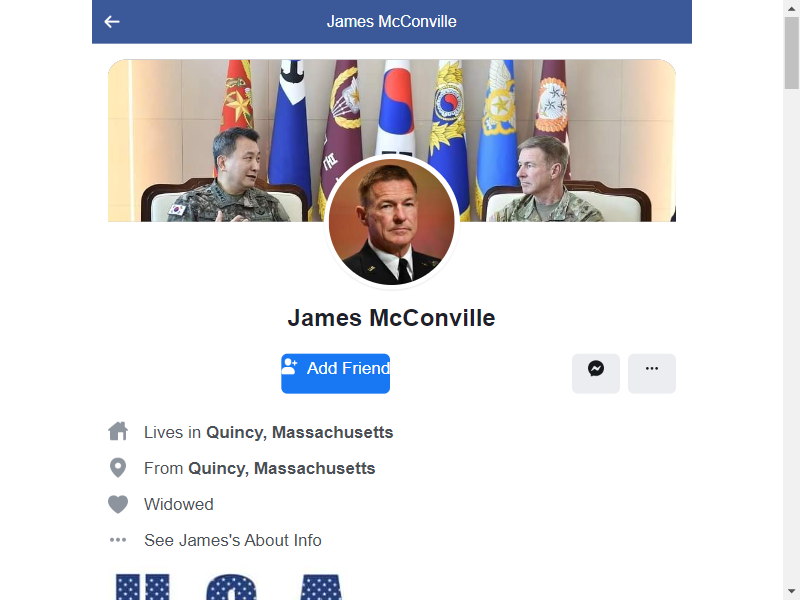 James McConville
James McConville
Add Friend
Lives in Quincy, Massachusetts
From Quincy, Massachusetts
Widowed
See James's About Info